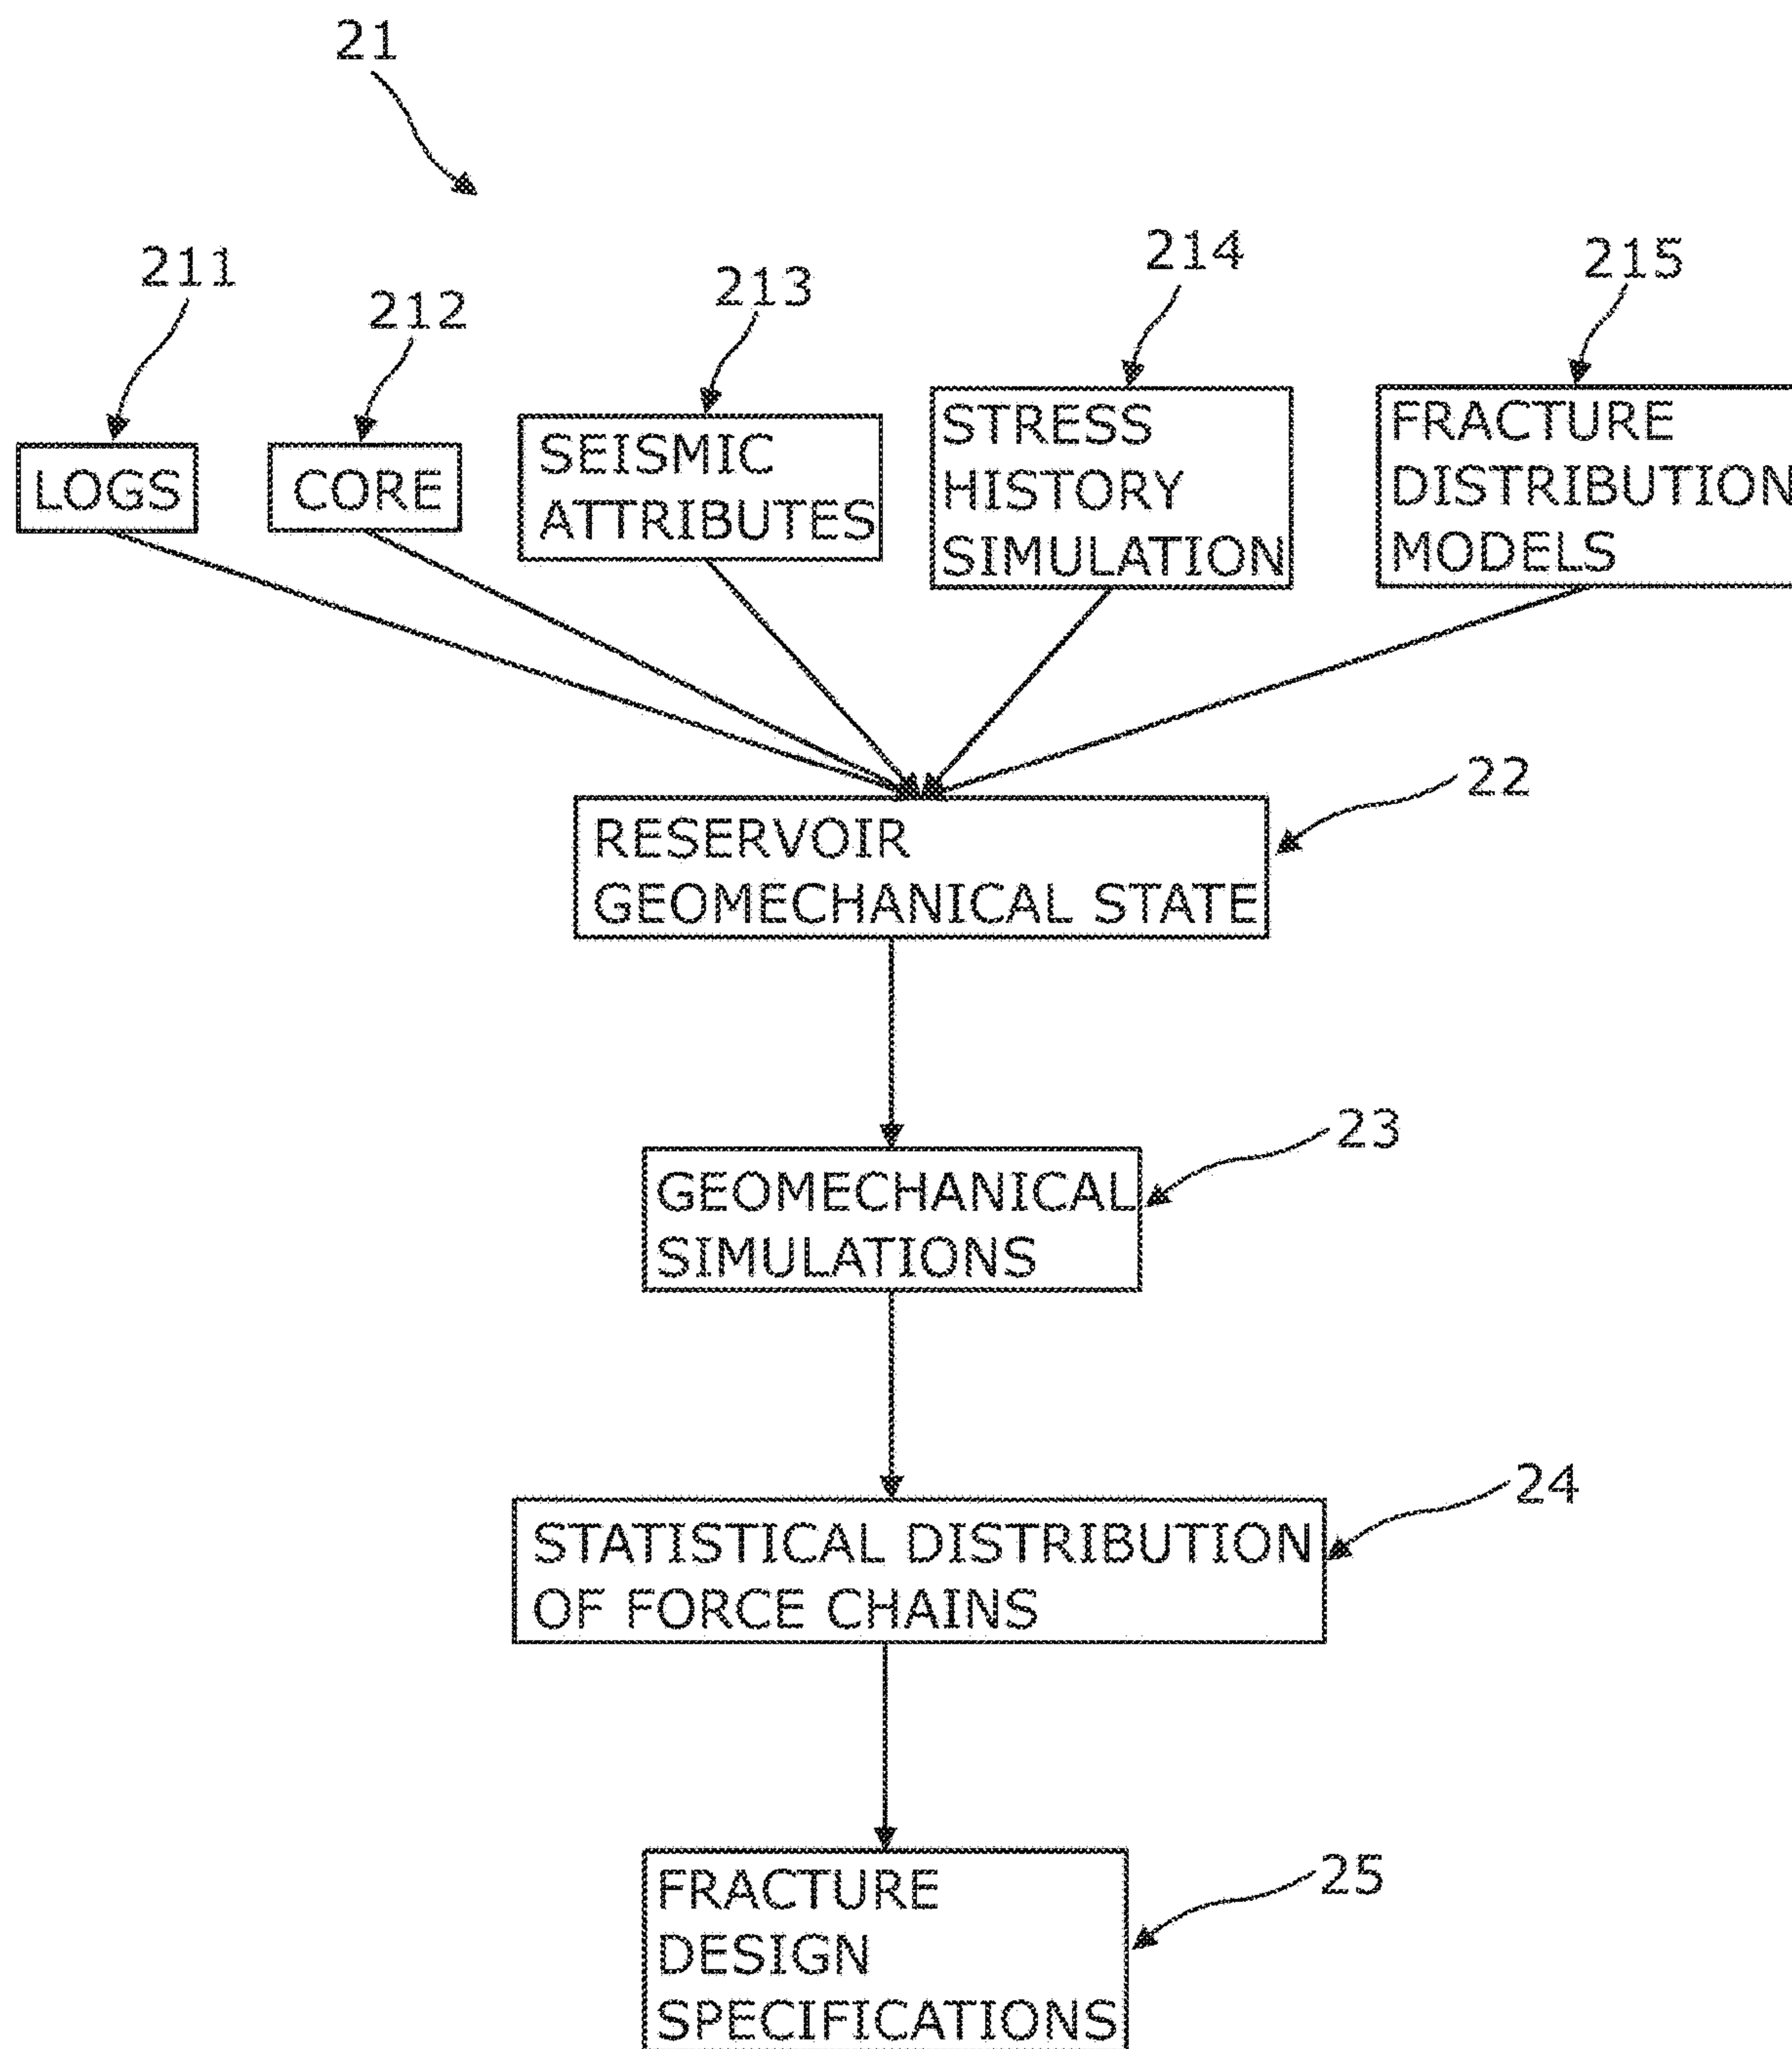 21
211
212
213
214
215
LOGS
CORE
SEISMIC
ATTRIBUTES
STRESS
HISTORY
SIMULATION
FRACTURE
DISTRIBUTION
MODELS
22
RESERVOIR
GEOMECHANICAL STATE
23
GEOMECHANICAL
SIMULATIONS
24
STATISTICAL DISTRIBUTION
OF FORCE CHAINS
25
FRACTURE
DESIGN
SPECIFICATIONS